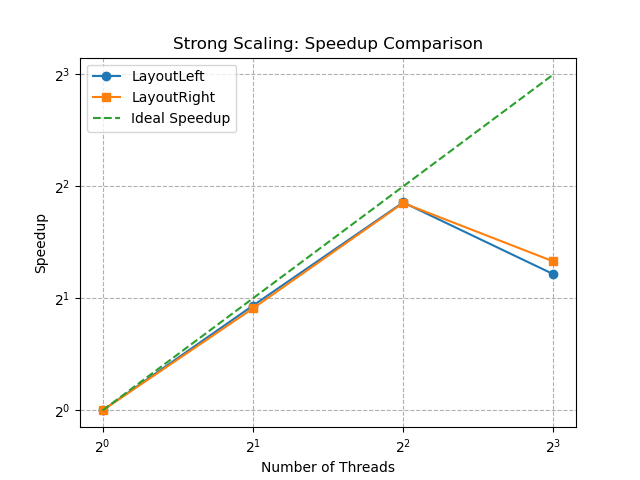 Strong Scaling: Speedup Comparison
LayoutLeft
LayoutRight
Ideal Speedup
2³
2²
2¹
2⁰
Speedup
2⁰ 2¹ 2² 2³
Number of Threads